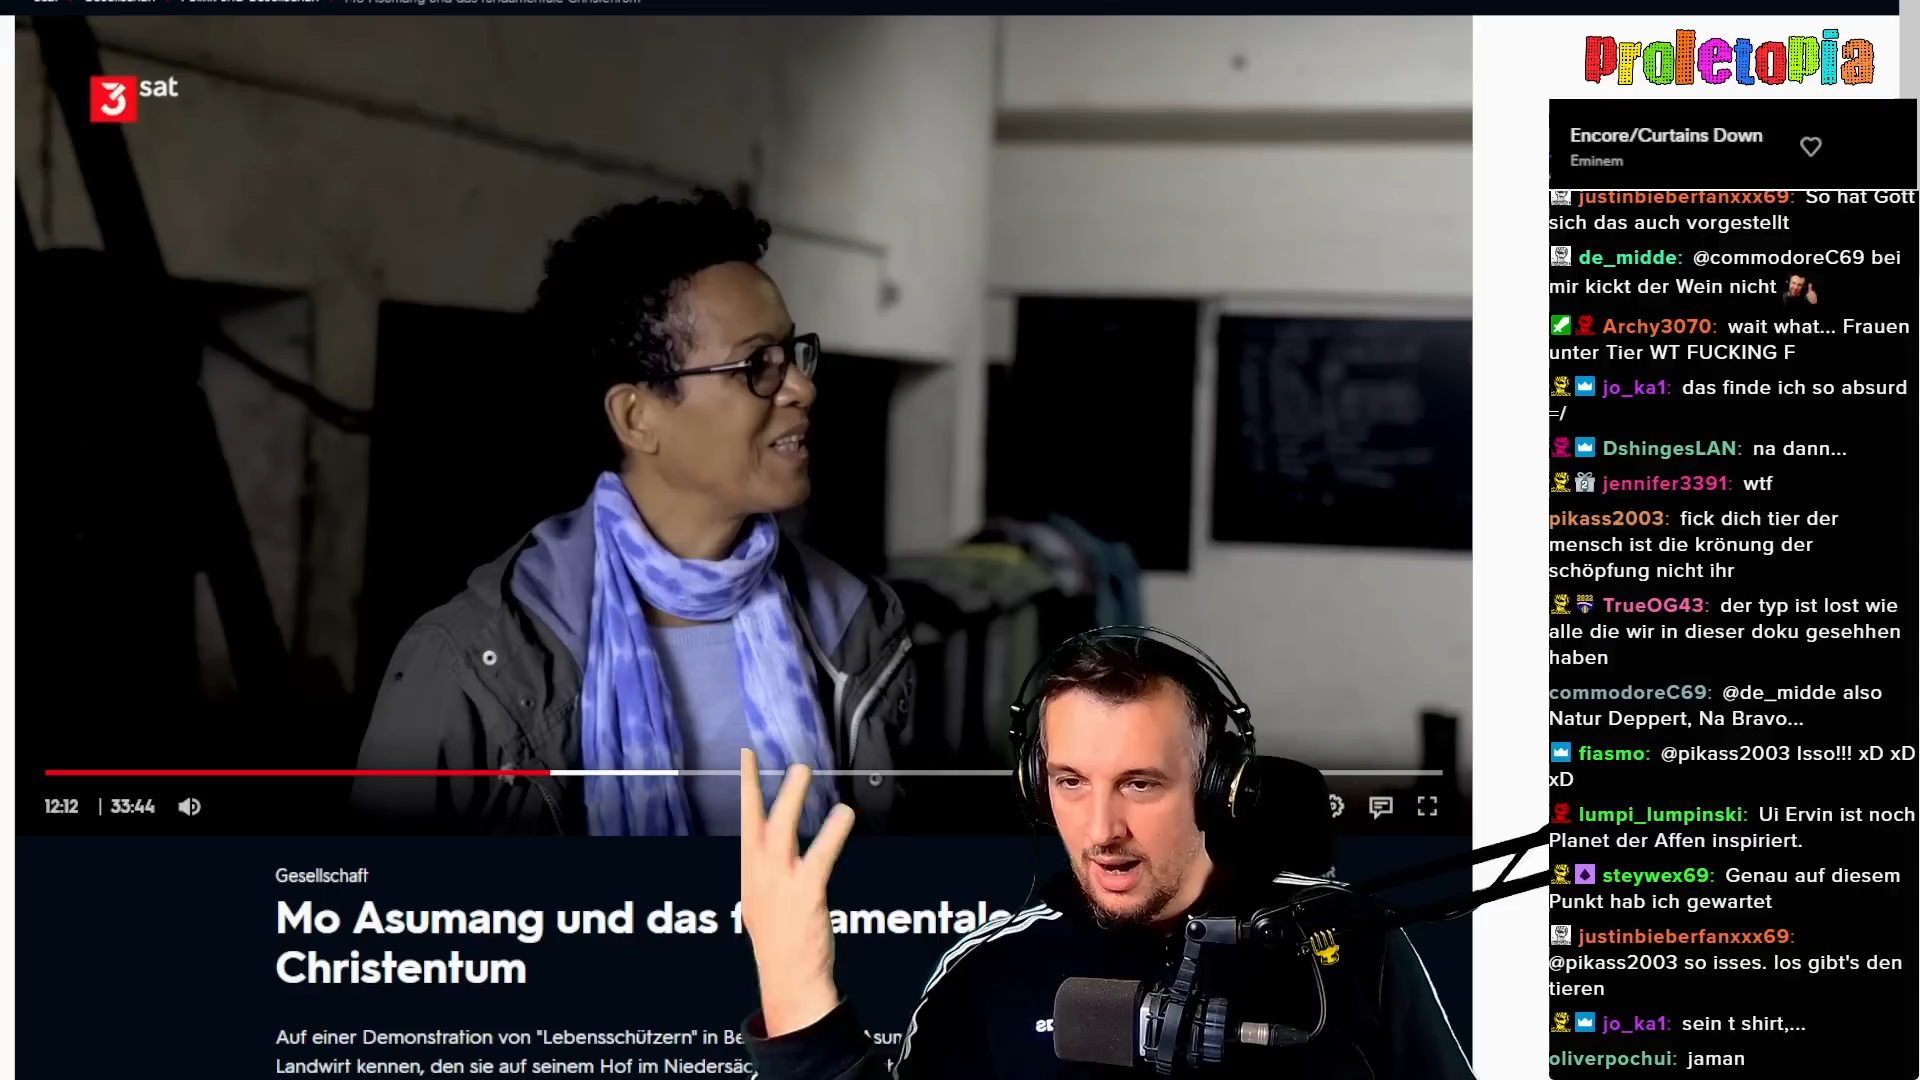 Mo Asumang und das fundamentale Christentum
3sat
Proletopia
Encore/Curtains Down
Eminem
justinbieberfanxxx69: So hat Gott
sich das auch vorgestellt
de_midde: @commodoreC69 bei
mir kickt der Wein nicht
Archy3070: wait what... Frauen
unter Tier WT FUCKING F
jo_ka1: das finde ich so absurd
=/
DshingesLAN: na dann...
jennifer3391: wtf
pikass2003: fick dich tier der
mensch ist die krönung der
schöpfung nicht ihr
TrueOG43: der typ ist lost wie
alle die wir in dieser doku gesehhen
haben
commodoreC69: @de_midde also
Natur Deppert, Na Bravo...
fiasmo: @pikass2003 Isso!!! xD xD
xD
lumpi_lumpinski: Ui Ervin ist noch
Planet der Affen inspiriert.
steywex69: Genau auf diesem
Punkt hab ich gewartet
justinbieberfanxxx69:
@pikass2003 so isses. los gibt's den
tieren
jo_ka1: sein t shirt,...
oliverpochui: jaman
12:12 | 33:44
Gesellschaft
Mo Asumang und das f amentale
Christentum
Auf einer Demonstration von "Lebensschützern" in Be
Landwirt kennen, den sie auf seinem Hof im Niedersäc